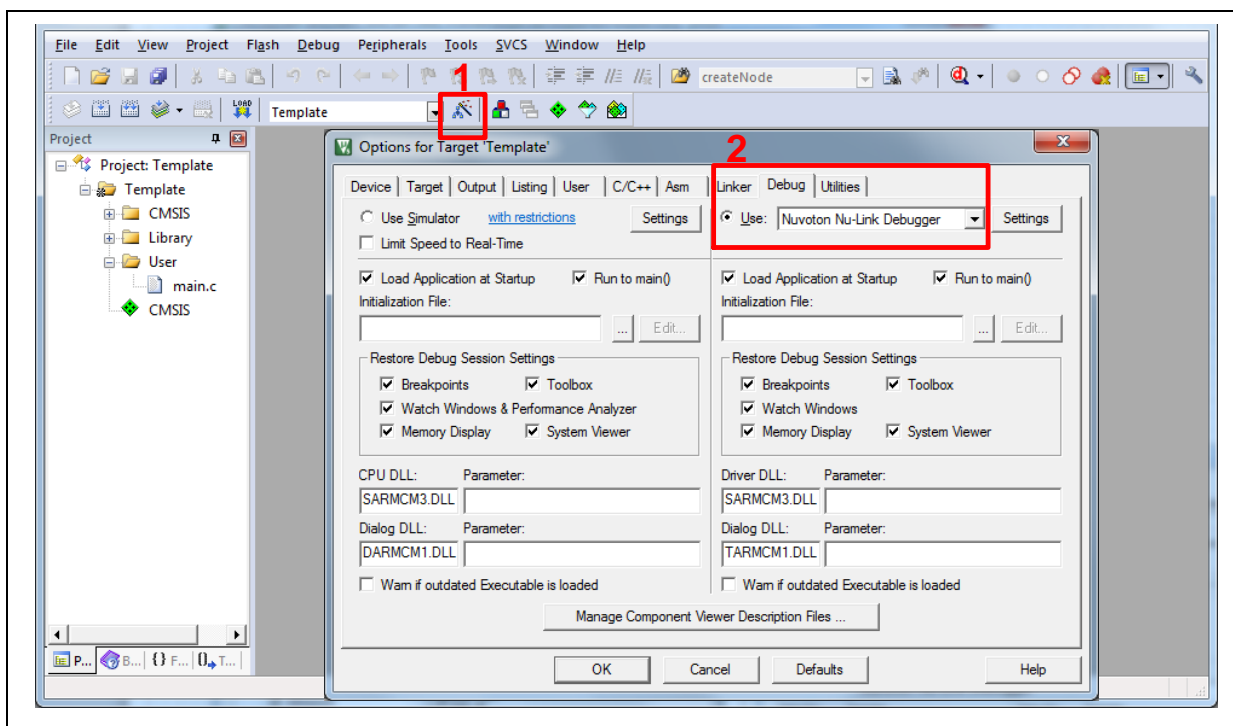 File Edit View Project Flash Debug Peripherals Tools SVCS Window Help
1
createNode
LOAD
Template
Project
Project: Template
Template
CMSIS
Library
User
main.c
CMSIS
P... B... {} F... 0 T...
Options for Target 'Template'
2
Device Target Output Listing User C/C++ Asm Linker Debug Utilities
Use Simulator with restrictions Settings Use: Nuvoton Nu-Link Debugger Settings
Limit Speed to Real-Time
Load Application at Startup Run to main() Load Application at Startup Run to main()
Initialization File: Initialization File:
... Edit... ... Edit...
Restore Debug Session Settings Restore Debug Session Settings
Breakpoints Toolbox Breakpoints Toolbox
Watch Windows & Performance Analyzer Watch Windows
Memory Display System Viewer Memory Display System Viewer
CPU DLL: Parameter: Driver DLL: Parameter:
SARMCM3.DLL SARMCM3.DLL
Dialog DLL: Parameter: Dialog DLL: Parameter:
DARMCM1.DLL TARMCM1.DLL
Warn if outdated Executable is loaded Warn if outdated Executable is loaded
Manage Component Viewer Description Files ...
OK Cancel Defaults Help